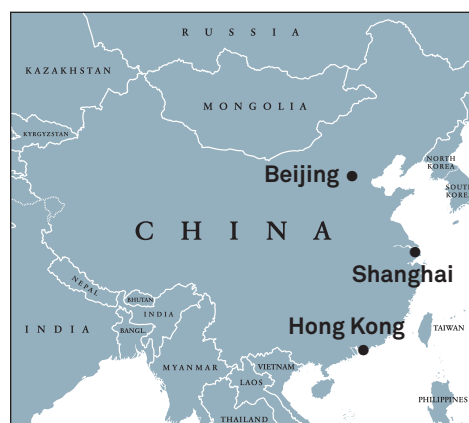 RUSSIA
KAZAKHSTAN
MONGOLIA
KYRGYZSTAN
NORTH
KOREA
Beijing
SOUTH
KOREA
CHINA
Shanghai
NEPAL
BHUTAN
INDIA
BANGL.
INDIA
Hong Kong
TAIWAN
MYANMAR
VIETNAM
LAOS
PHILIPPINES
THAILAND